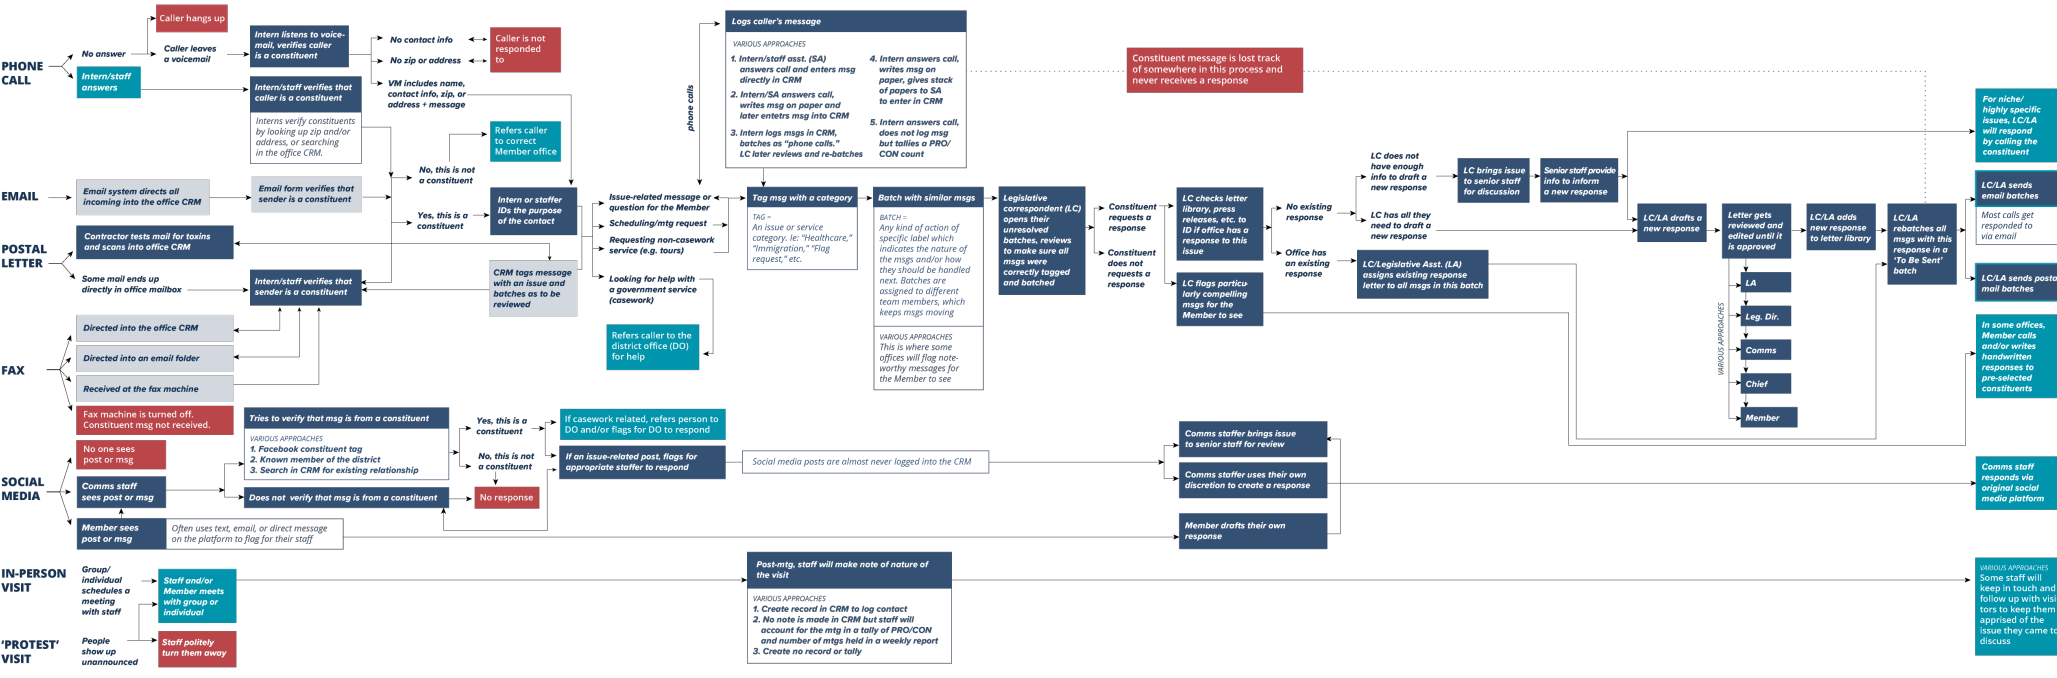 PHONE
CALL
No answer
Caller hangs up
Caller leaves
a voicemail
Intern/staff
answers
Intern listens to voice-
mail, verifies caller
is a constituent
No contact info
No zip or address
VM includes name,
contact info, zip, or
address + message
Caller is not
responded
to
Intern/staff verifies that
caller is a constituent
Interns verify constituents
by looking up zip and/or
address, or searching
in the office CRM.
Refers caller
to correct
Member office
No, this is not
a constituent
Yes, this is a
constituent
EMAIL
Email system directs all
incoming into the office CRM
Email form verifies that
sender is a constituent
POSTAL
LETTER
Contractor tests mail for toxins
and scans into office CRM
Some mail ends up
directly in office mailbox
Intern/staff verifies that
sender is a constituent
Intern or staffer
IDs the purpose
of the contact
CRM tags message
with an issue and
batches as to be
reviewed
Issue-related message or
question for the Member
Scheduling/mtg request
Requesting non-casework
service (e.g. tours)
Looking for help with
a government service
(casework)
Refers caller to the
district office (DO)
for help
phone calls
Logs caller's message
VARIOUS APPROACHES
1. Intern/staff asst. (SA)
answers call and enters msg
directly in CRM
2. Intern/SA answers call,
writes msg on paper and
later entetrs msg into CRM
3. Intern logs msgs in CRM,
batches as "phone calls."
LC later reviews and re-batches
4. Intern answers call,
writes msg on
paper, gives stack
of papers to SA
to enter in CRM
5. Intern answers call,
does not log msg
but tallies a PRO/
CON count
Constituent message is lost track
of somewhere in this process and
never receives a response
Tag msg with a category
TAG =
An issue or service
category. Ie: "Healthcare,"
"Immigration," "Flag
request," etc.
Batch with similar msgs
BATCH =
Any kind of action of
specific label which
indicates the nature of
the msgs and/or how
they should be handled
next. Batches are
assigned to different
team members, which
keeps msgs moving
VARIOUS APPROACHES
This is where some
offices will flag note-
worthy messages for
the Member to see
Legislative
correspondent (LC)
opens their
unresolved
batches, reviews
to make sure all
msgs were
correctly tagged
and batched
Constituent
requests a
response
Constituent
does not
requests a
response
LC checks letter
library, press
releases, etc. to
ID if office has a
response to this
issue
LC flags particu-
larly compelling
msgs for the
Member to see
No existing
response
Office has
an existing
response
LC does not
have enough
info to draft a
new response
LC has all they
need to draft a
new response
LC/Legislative Asst. (LA)
assigns existing response
letter to all msgs in this batch
LC brings issue
to senior staff
for discussion
Senior staff provide
info to inform
a new response
LC/LA drafts a
new response
Letter gets
reviewed and
edited until it
is approved
VARIOUS APPROACHES
LA
Leg. Dir.
Comms
Chief
Member
LC/LA adds
new response
to letter library
LC/LA
rebatches all
msgs with this
response in a
'To Be Sent'
batch
For niche/
highly specific
issues, LC/LA
will respond
by calling the
constituent
LC/LA sends
email batches
Most calls get
responded to
via email
LC/LA sends posta
mail batches
In some offices,
Member calls
and/or writes
handwritten
responses to
pre-selected
constituents
FAX
Directed into the office CRM
Directed into an email folder
Received at the fax machine
Fax machine is turned off.
Constituent msg not received.
SOCIAL
MEDIA
No one sees
post or msg
Comms staff
sees post or msg
Member sees
post or msg
Often uses text, email, or direct message
on the platform to flag for their staff
Tries to verify that msg is from a constituent
VARIOUS APPROACHES
1. Facebook constituent tag
2. Known member of the district
3. Search in CRM for existing relationship
Does not verify that msg is from a constituent
Yes, this is a
constituent
No, this is not
a constituent
No response
If casework related, refers person to
DO and/or flags for DO to respond
If an issue-related post, flags for
appropriate staffer to respond
Social media posts are almost never logged into the CRM
Comms staffer brings issue
to senior staff for review
Comms staffer uses their own
discretion to create a response
Member drafts their own
response
Comms staff
responds via
original social
media platform
IN-PERSON
VISIT
Group/
individual
schedules a
meeting
with staff
Staff and/or
Member meets
with group or
individual
'PROTEST'
VISIT
People
show up
unannounced
Staff politely
turn them away
Post-mtg, staff will make note of nature of
the visit
VARIOUS APPROACHES
1. Create record in CRM to log contact
2. No note is made in CRM but staff will
account for the mtg in a tally of PRO/CON
and number of mtgs held in a weekly report
3. Create no record or tally
VARIOUS APPROACHES
Some staff will
keep in touch and
follow up with visi
tors to keep them
apprised of the
issue they came to
discuss